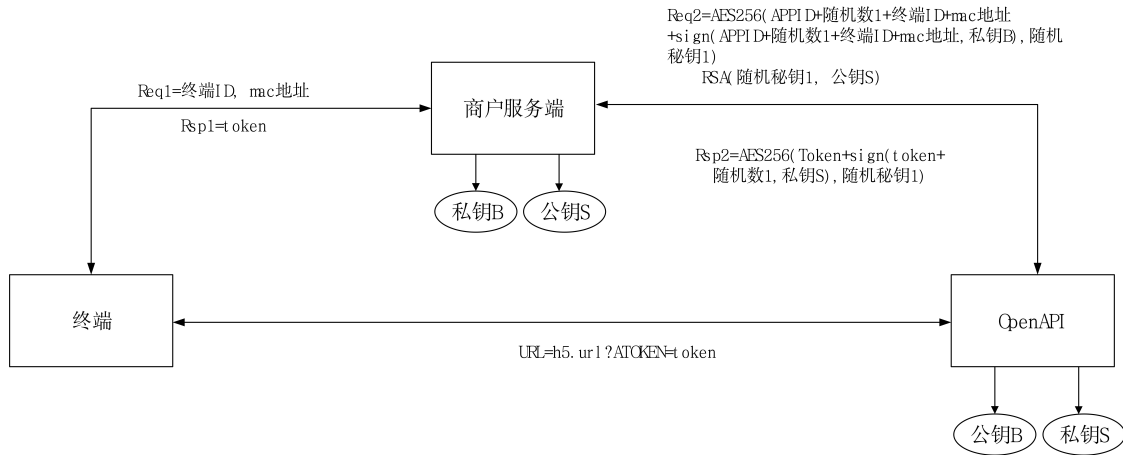 Req2=AES256(APPID+随机数1+终端ID+mac地址
+sign(APPID+随机数1+终端ID+mac地址,私钥B),随机
秘钥1)
RSA(随机秘钥1, 公钥S)
Req1=终端ID, mac地址
Rsp1=token
商户服务端
Rsp2=AES256(Token+sign(token+
随机数1,私钥S),随机秘钥1)
私钥B
公钥S
终端
OpenAPI
URL=h5.url?ATOKEN=token
公钥B
私钥S